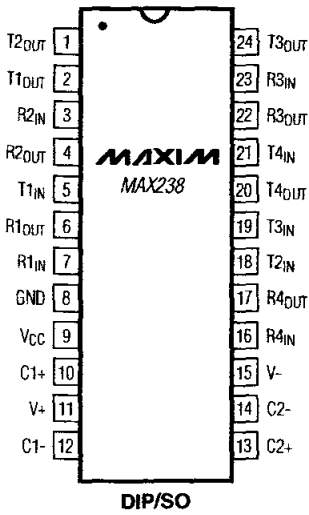 T2OUT 1 24 T3OUT
T1OUT 2 23 R3IN
R2IN 3 22 R3OUT
R2OUT 4 MAXIM 21 T4IN
T1IN 5 MAX238 20 T4OUT
R1OUT 6 19 T3IN
R1IN 7 18 T2IN
GND 8 17 R4OUT
VCC 9 16 R4IN
C1+ 10 15 V-
V+ 11 14 C2-
C1- 12 13 C2+
DIP/SO